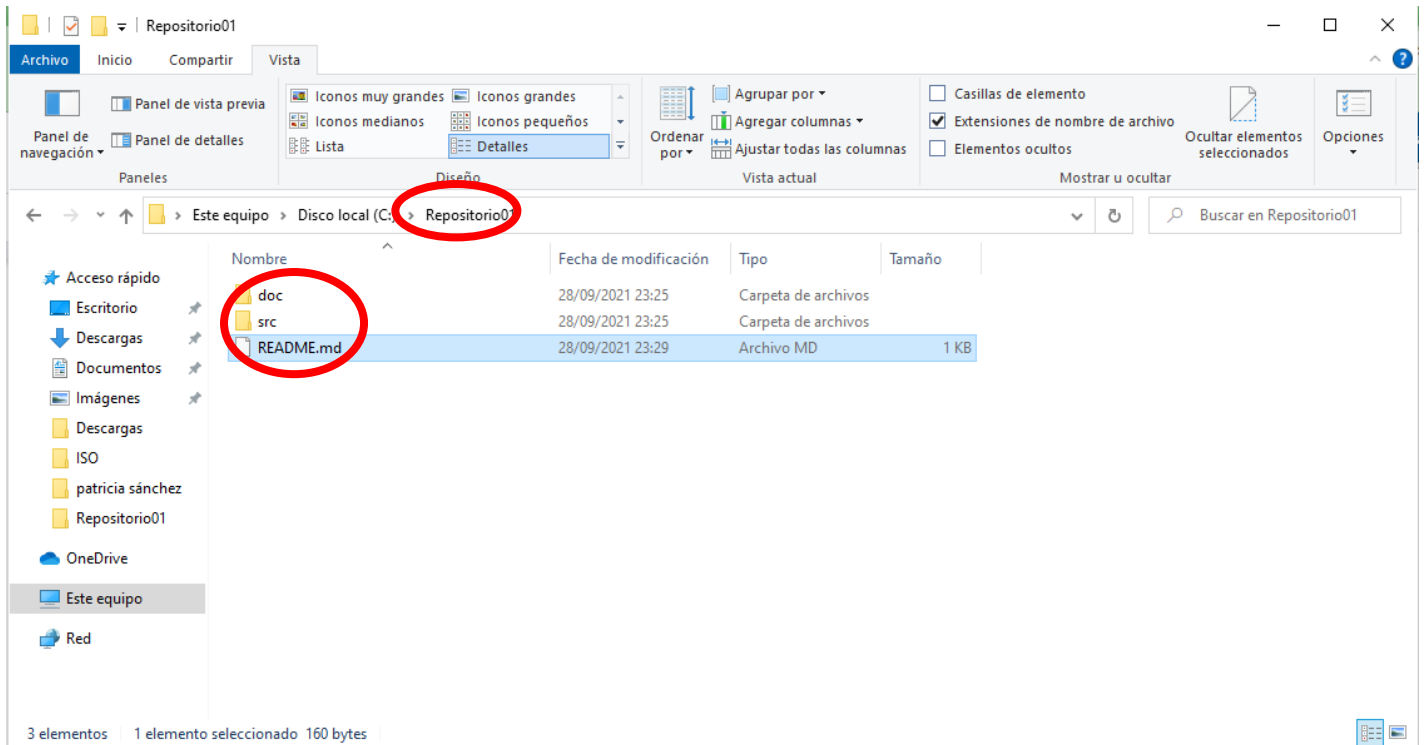 Repositorio01
Archivo Inicio Compartir Vista
Panel de navegación
Panel de vista previa
Panel de detalles
Paneles
Iconos muy grandes Iconos grandes
Iconos medianos Iconos pequeños
Lista Detalles
Diseño
Ordenar por
Agrupar por
Agregar columnas
Ajustar todas las columnas
Vista actual
Casillas de elemento
Extensiones de nombre de archivo
Elementos ocultos
Ocultar elementos seleccionados
Mostrar u ocultar
Opciones
Este equipo Disco local (C:) Repositorio01
Buscar en Repositorio01
Nombre Fecha de modificación Tipo Tamaño
doc 28/09/2021 23:25 Carpeta de archivos
src 28/09/2021 23:25 Carpeta de archivos
README.md 28/09/2021 23:29 Archivo MD 1 KB
Acceso rápido
Escritorio
Descargas
Documentos
Imágenes
Descargas
ISO
patricia sánchez
Repositorio01
OneDrive
Este equipo
Red
3 elementos 1 elemento seleccionado 160 bytes